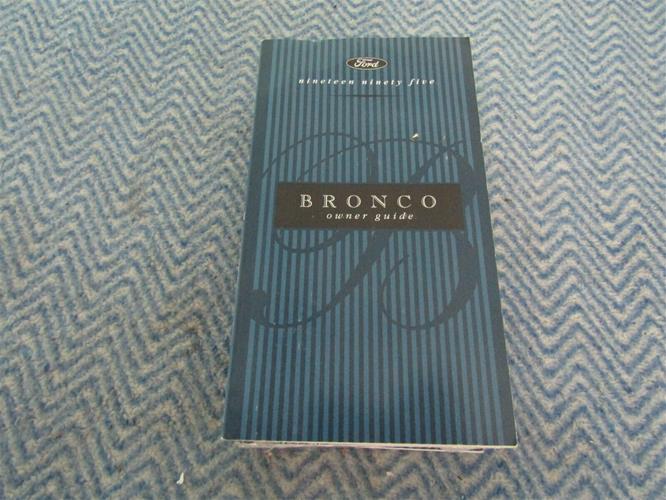 Ford
nineteen ninety five
BRONCO
owner guide